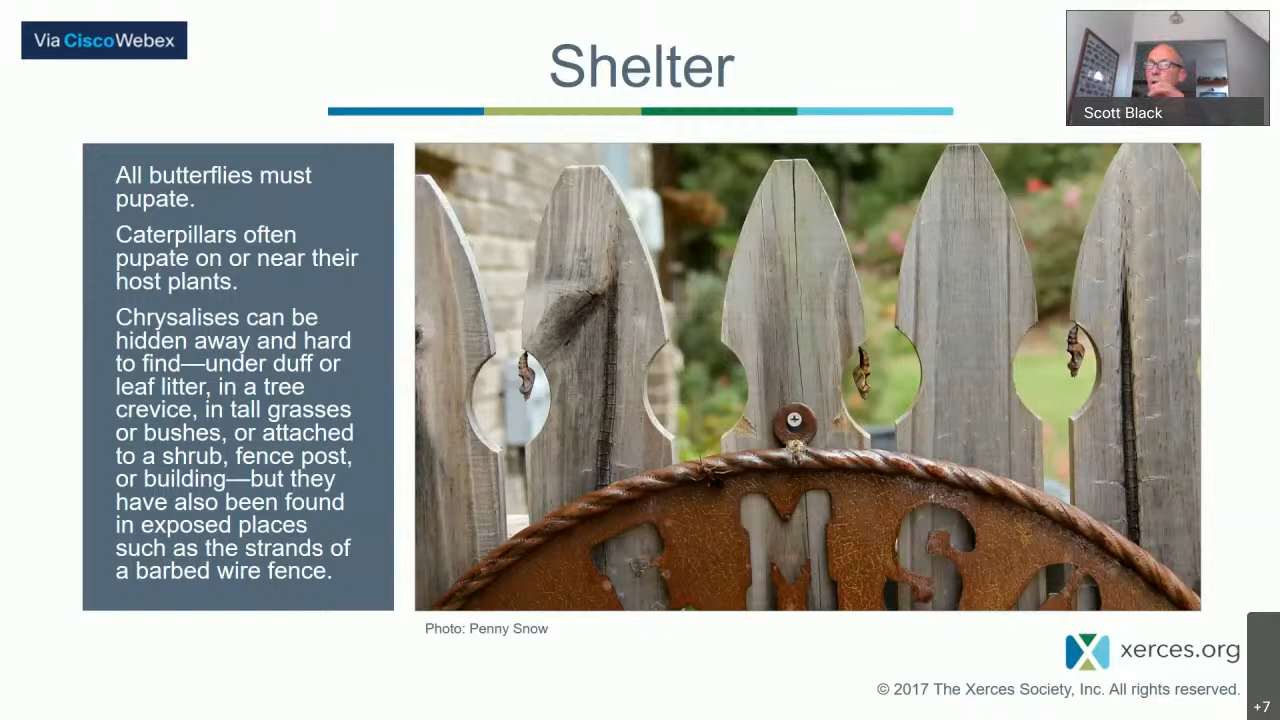 Via Cisco Webex
Shelter
Scott Black
All butterflies must
pupate.
Caterpillars often
pupate on or near their
host plants.
Chrysalises can be
hidden away and hard
to find—under duff or
leaf litter, in a tree
crevice, in tall grasses
or bushes, or attached
to a shrub, fence post,
or building—but they
have also been found
in exposed places
such as the strands of
a barbed wire fence.
Photo: Penny Snow
xerces.org
© 2017 The Xerces Society, Inc. All rights reserved.
+7